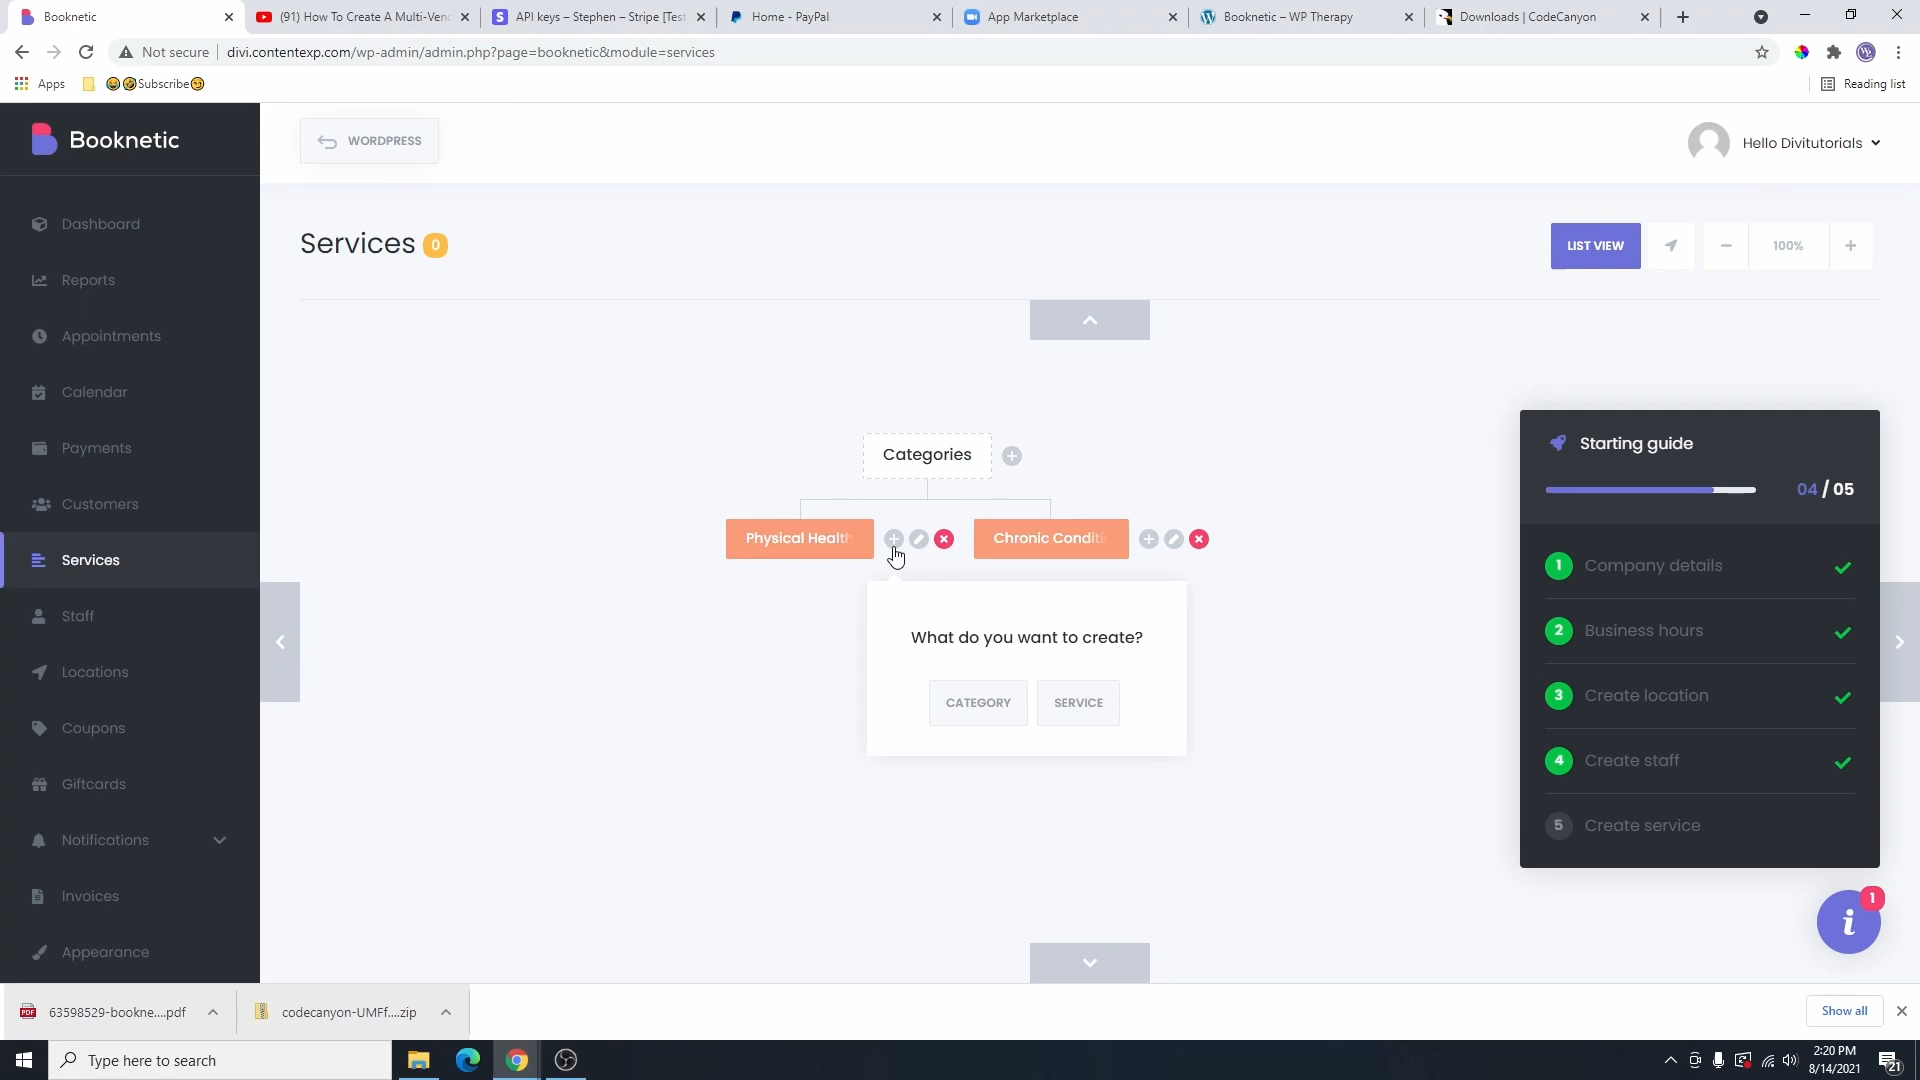 Booknetic
(91) How To Create A Multi-Venc
API keys – Stephen – Stripe [Test
Home - PayPal
App Marketplace
Booknetic – WP Therapy
Downloads | CodeCanyon
Not secure
divi.contentexp.com/wp-admin/admin.php?page=booknetic&module=services
Apps
Subscribe
Reading list
Booknetic
WORDPRESS
Hello Divitutorials
Dashboard
Reports
Appointments
Calendar
Payments
Customers
Services
Staff
Locations
Coupons
Giftcards
Notifications
Invoices
Appearance
Services 0
LIST VIEW
100%
Categories
Physical Health
Chronic Conditi
What do you want to create?
CATEGORY
SERVICE
Starting guide
04 / 05
1 Company details
2 Business hours
3 Create location
4 Create staff
5 Create service
1
i
63598529-bookne....pdf
codecanyon-UMFf....zip
Show all
Type here to search
2:20 PM
8/14/2021
21